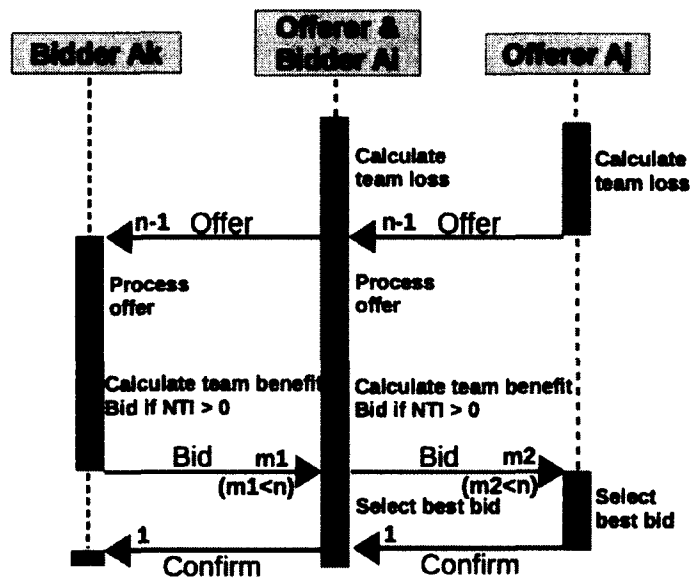 Bidder Ak
Offerer &
Bidder Ai
Offerer Aj
Calculate
team loss
Calculate
team loss
n-1 Offer
n-1 Offer
Process
offer
Process
offer
Calculate team benefit
Bid if NTI > 0
Calculate team benefit
Bid if NTI > 0
Bid m1
(m1<n)
Bid m2
(m2<n)
Select best bid
Select
best bid
1
Confirm
1
Confirm